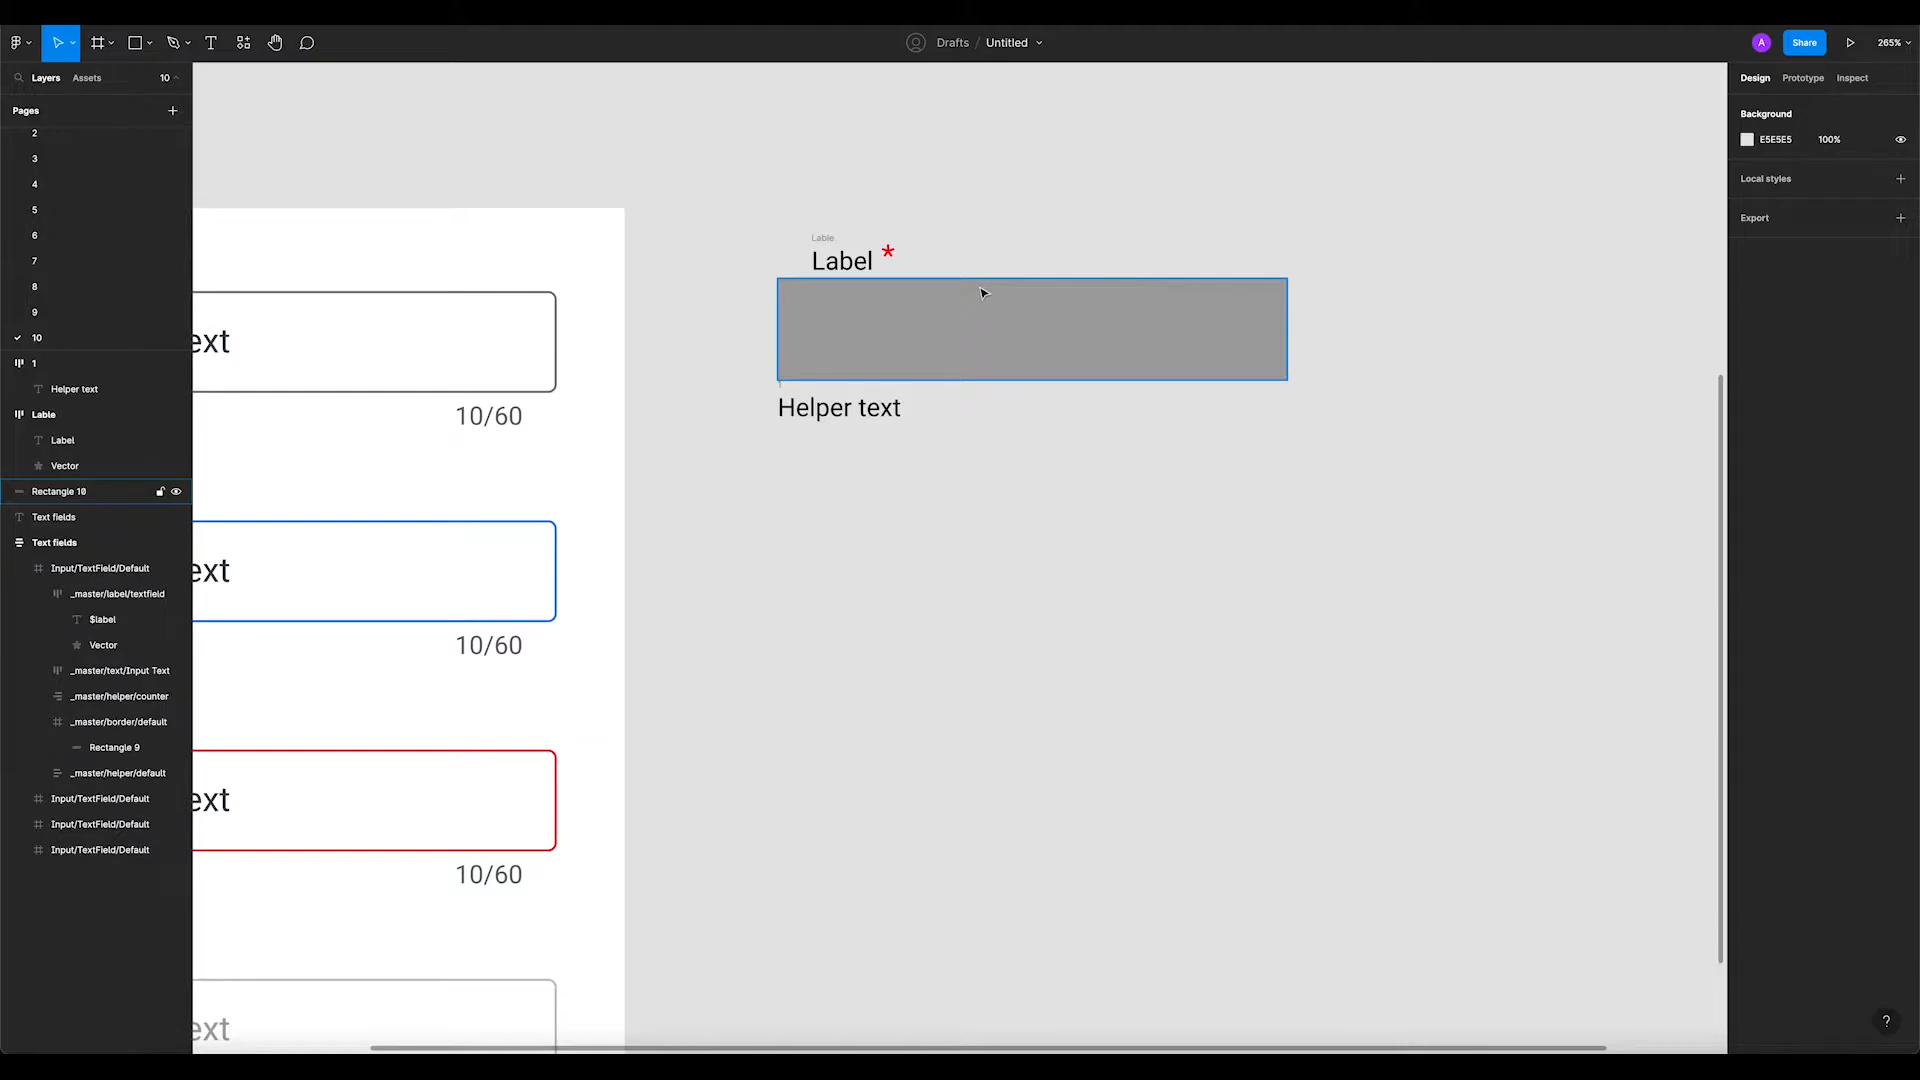 Drafts / Untitled
A
Share
265%
Layers
Assets
10
Pages
2
3
4
5
6
7
8
9
10
1
Helper text
Lable
Label
Vector
Rectangle 10
Text fields
Text fields
Input/TextField/Default
_master/label/textfield
$label
Vector
_master/text/Input Text
_master/helper/counter
_master/border/default
Rectangle 9
_master/helper/default
Input/TextField/Default
Input/TextField/Default
Input/TextField/Default
ext
10/60
ext
10/60
ext
10/60
ext
Lable
Label *
Helper text
Design
Prototype
Inspect
Background
E5E5E5
100%
Local styles
Export
?